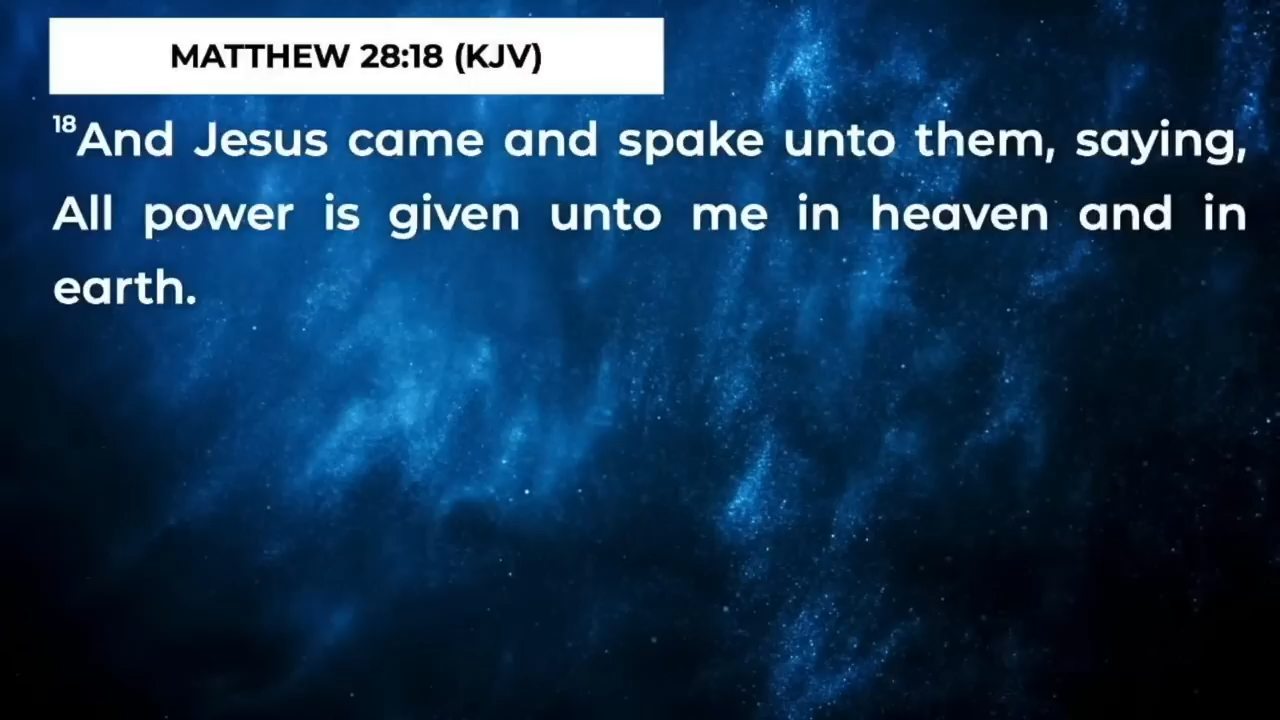 MATTHEW 28:18 (KJV)
18And Jesus came and spake unto them, saying,
All power is given unto me in heaven and in
earth.